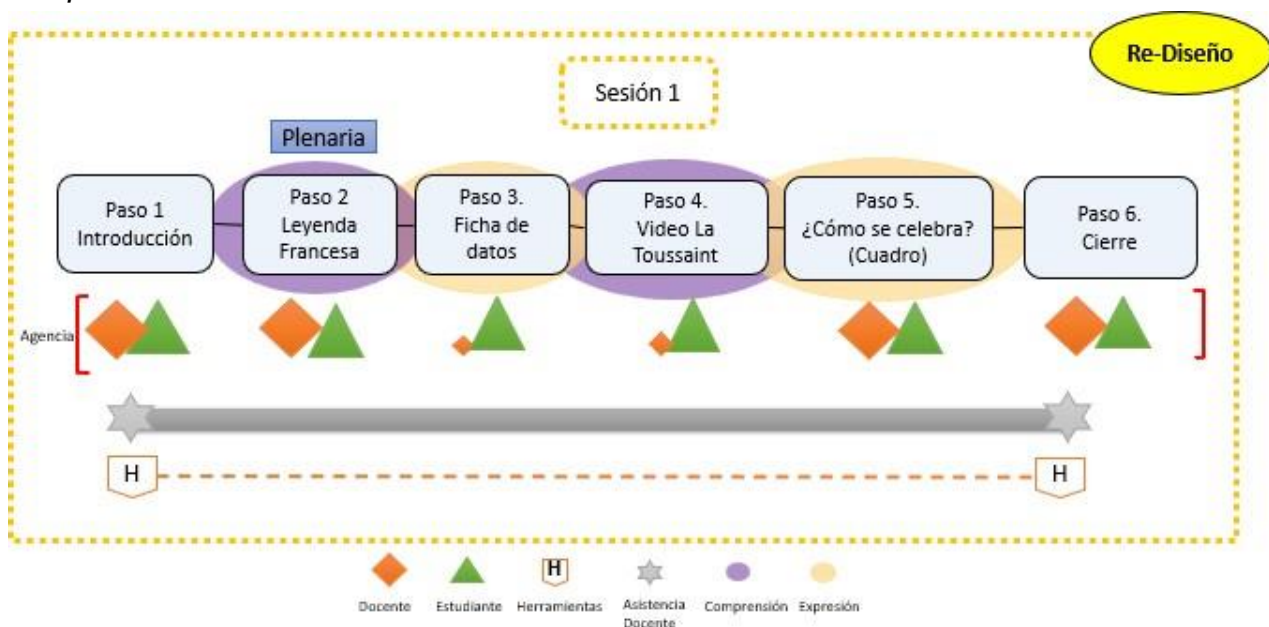 Re-Diseño
Sesión 1
Plenaria
Paso 1
Introducción
Paso 2
Leyenda
Francesa
Paso 3.
Ficha de
datos
Paso 4.
Video La
Toussaint
Paso 5.
¿Cómo se celebra?
(Cuadro)
Paso 6.
Cierre
Agencia
H
H
H
Docente
Estudiante
Herramientas
Asistencia
Docente
Comprensión
Expresión